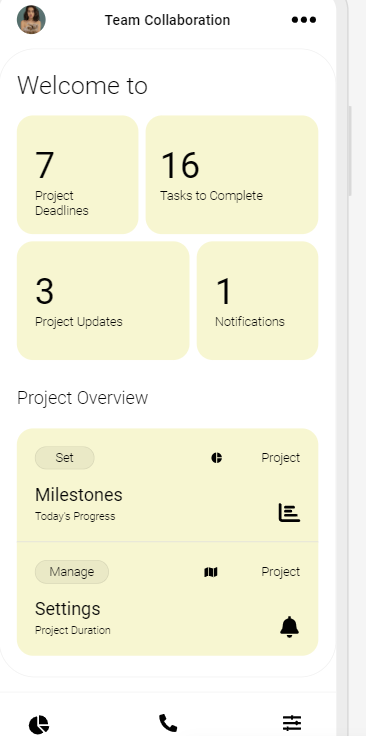 Team Collaboration
Welcome to
7
Project
Deadlines
16
Tasks to Complete
3
Project Updates
1
Notifications
Project Overview
Set
Project
Milestones
Today's Progress
Manage
Project
Settings
Project Duration